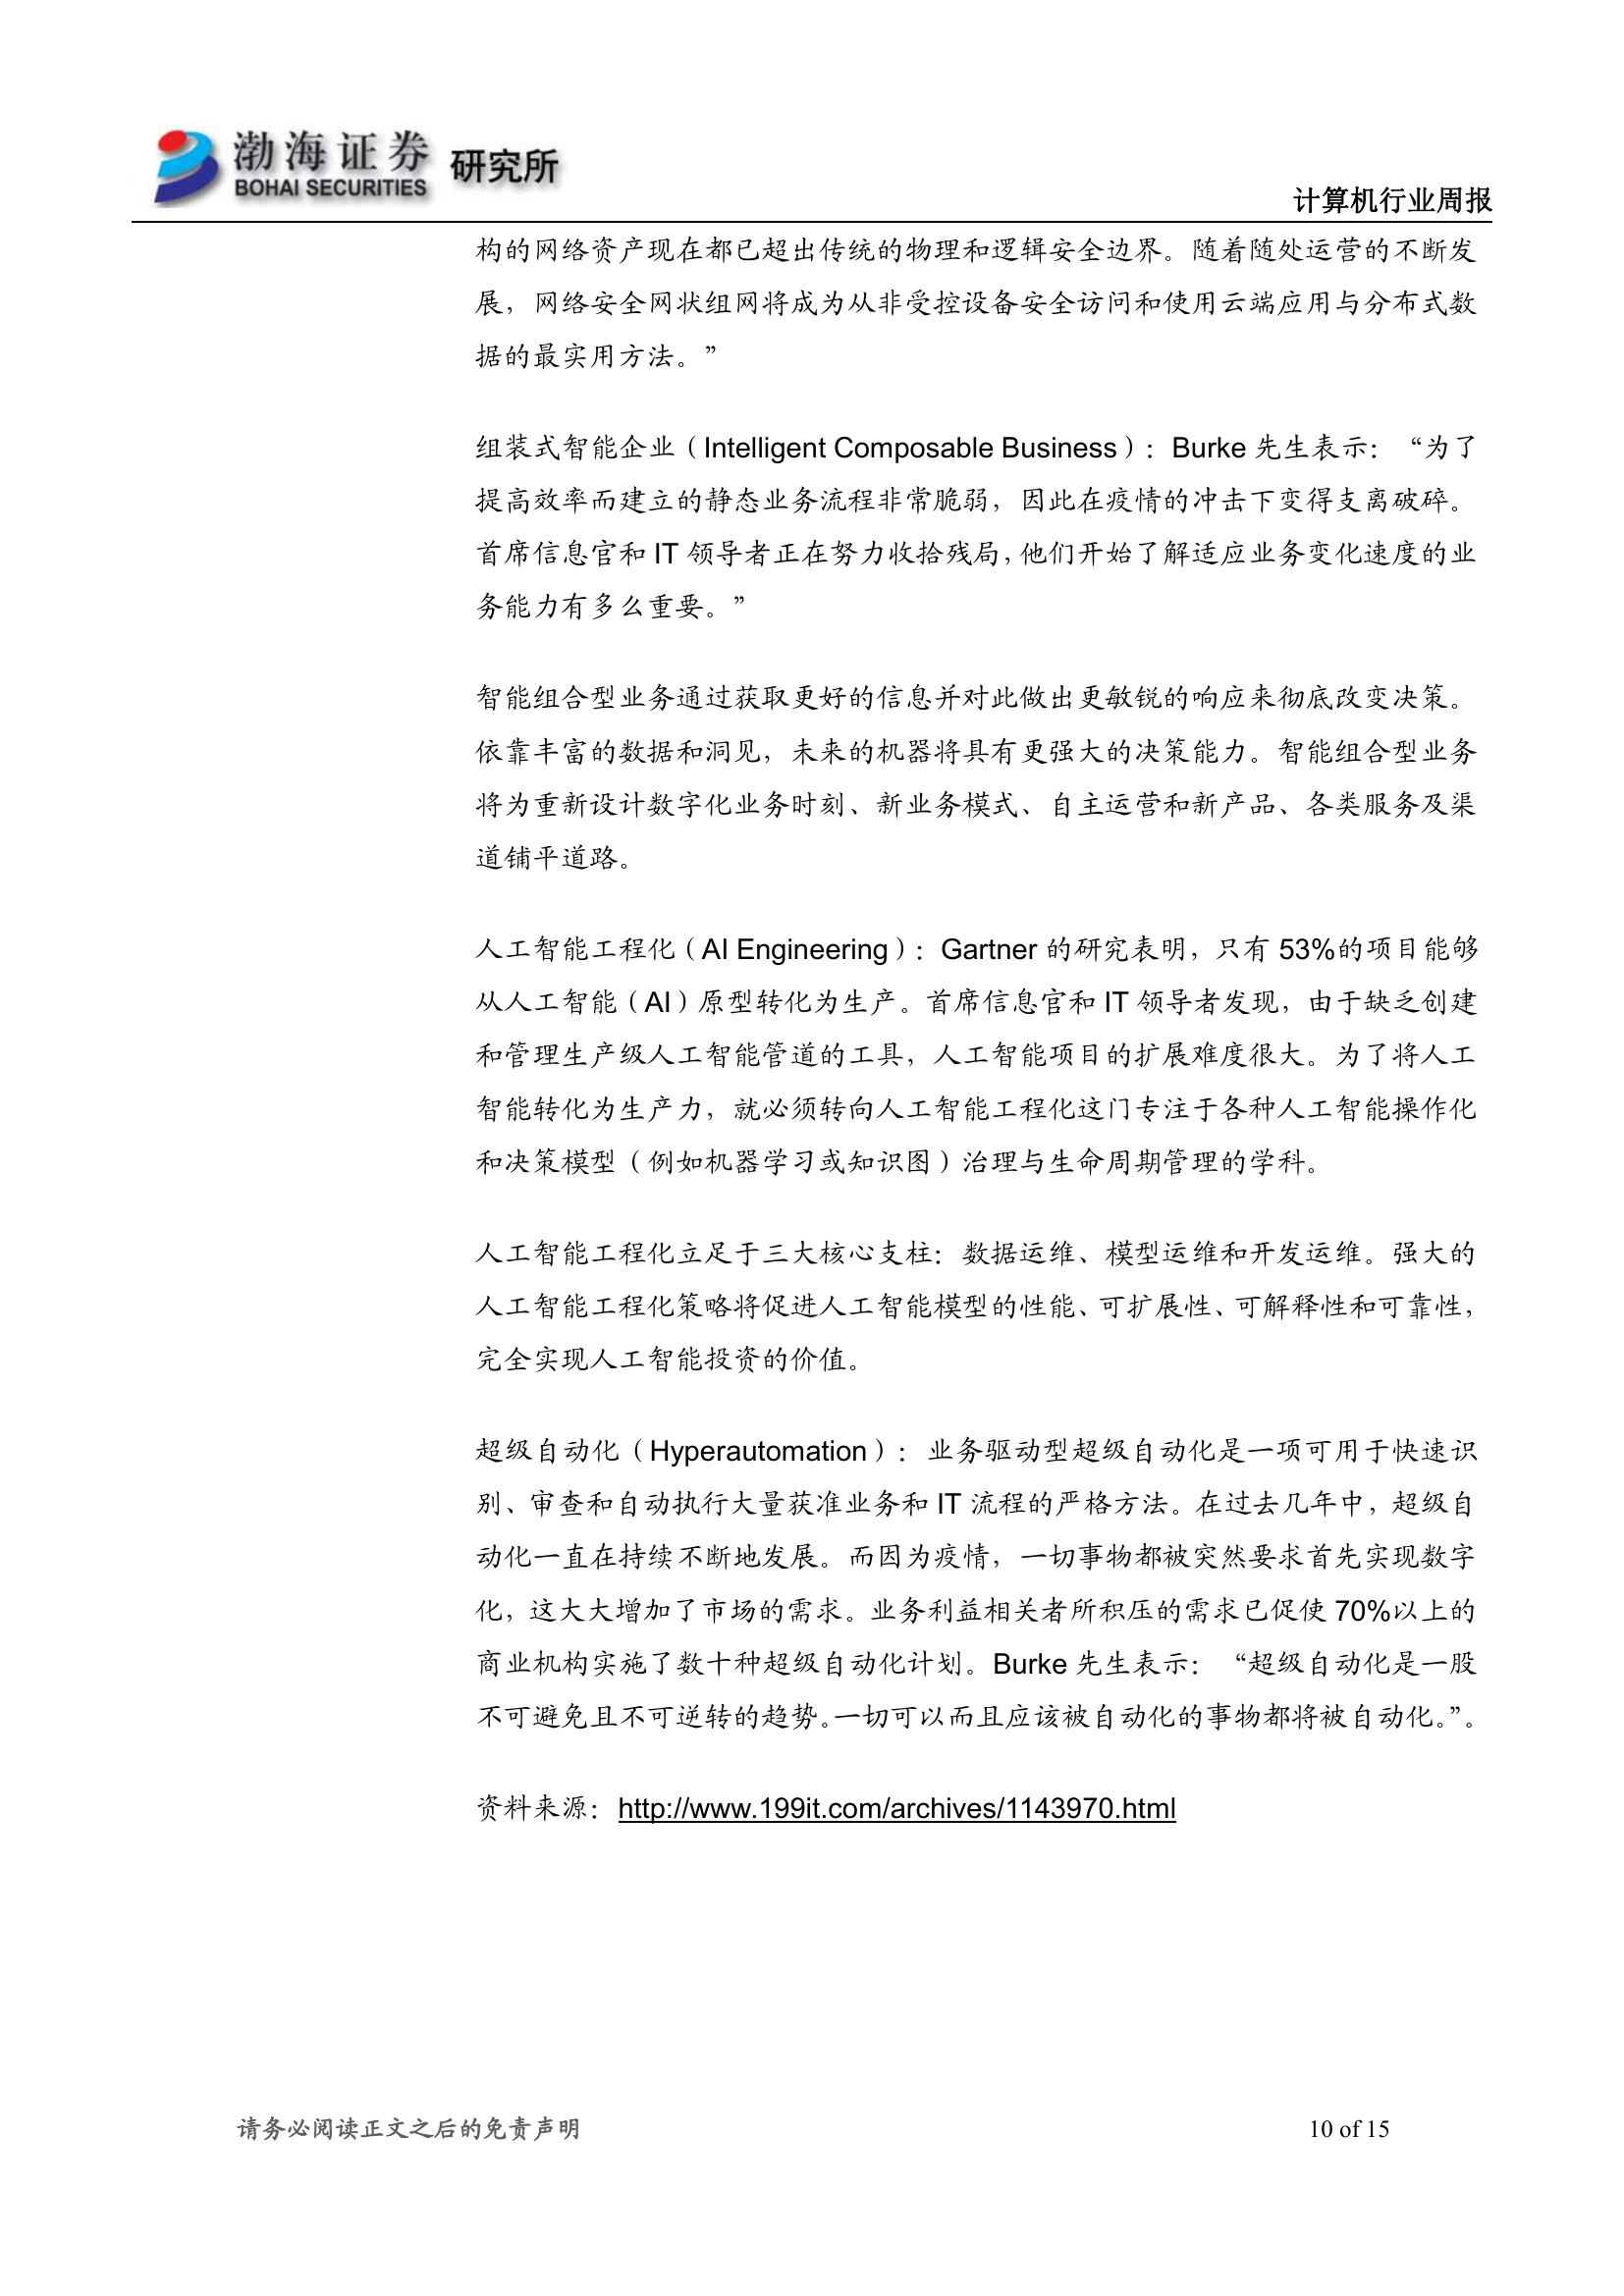 渤海证券 研究所
BOHAI SECURITIES
计算机行业周报
构的网络资产现在都已超出传统的物理和逻辑安全边界。随着随处运营的不断发
展，网络安全网状组网将成为从非受控设备安全访问和使用云端应用与分布式数
据的最实用方法。”
组装式智能企业（Intelligent Composable Business）：Burke 先生表示：“为了
提高效率而建立的静态业务流程非常脆弱，因此在疫情的冲击下变得支离破碎。
首席信息官和 IT 领导者正在努力收拾残局，他们开始了解适应业务变化速度的业
务能力有多么重要。”
智能组合型业务通过获取更好的信息并对此做出更敏锐的响应来彻底改变决策。
依靠丰富的数据和洞见，未来的机器将具有更强大的决策能力。智能组合型业务
将为重新设计数字化业务时刻、新业务模式、自主运营和新产品、各类服务及渠
道铺平道路。
人工智能工程化（AI Engineering）：Gartner 的研究表明，只有 53%的项目能够
从人工智能（AI）原型转化为生产。首席信息官和 IT 领导者发现，由于缺乏创建
和管理生产级人工智能管道的工具，人工智能项目的扩展难度很大。为了将人工
智能转化为生产力，就必须转向人工智能工程化这门专注于各种人工智能操作化
和决策模型（例如机器学习或知识图）治理与生命周期管理的学科。
人工智能工程化立足于三大核心支柱：数据运维、模型运维和开发运维。强大的
人工智能工程化策略将促进人工智能模型的性能、可扩展性、可解释性和可靠性，
完全实现人工智能投资的价值。
超级自动化（Hyperautomation）：业务驱动型超级自动化是一项可用于快速识
别、审查和自动执行大量获准业务和 IT 流程的严格方法。在过去几年中，超级自
动化一直在持续不断地发展。而因为疫情，一切事物都被突然要求首先实现数字
化，这大大增加了市场的需求。业务利益相关者所积压的需求已促使 70%以上的
商业机构实施了数十种超级自动化计划。Burke 先生表示：“超级自动化是一股
不可避免且不可逆转的趋势。一切可以而且应该被自动化的事物都将被自动化。”。
资料来源：http://www.199it.com/archives/1143970.html
请务必阅读正文之后的免责声明
10 of 15